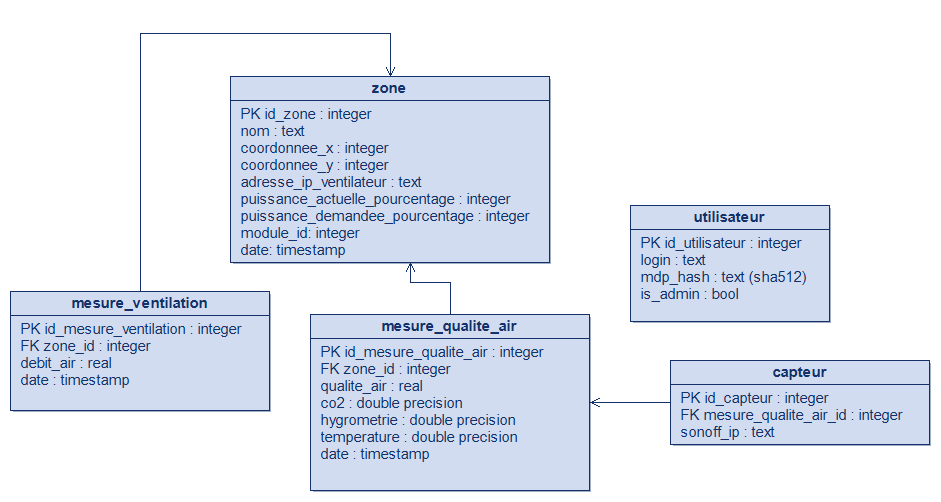 zone
PK id_zone : integer
nom : text
coordonnee_x : integer
coordonnee_y : integer
adresse_ip_ventilateur : text
puissance_actuelle_pourcentage : integer
puissance_demandee_pourcentage : integer
module_id: integer
date: timestamp
utilisateur
PK id_utilisateur : integer
login : text
mdp_hash : text (sha512)
is_admin : bool
mesure_ventilation
PK id_mesure_ventilation : integer
FK zone_id : integer
debit_air : real
date : timestamp
mesure_qualite_air
PK id_mesure_qualite_air : integer
FK zone_id : integer
qualite_air : real
co2 : double precision
hygrometrie : double precision
temperature : double precision
date : timestamp
capteur
PK id_capteur : integer
FK mesure_qualite_air_id : integer
sonoff_ip : text